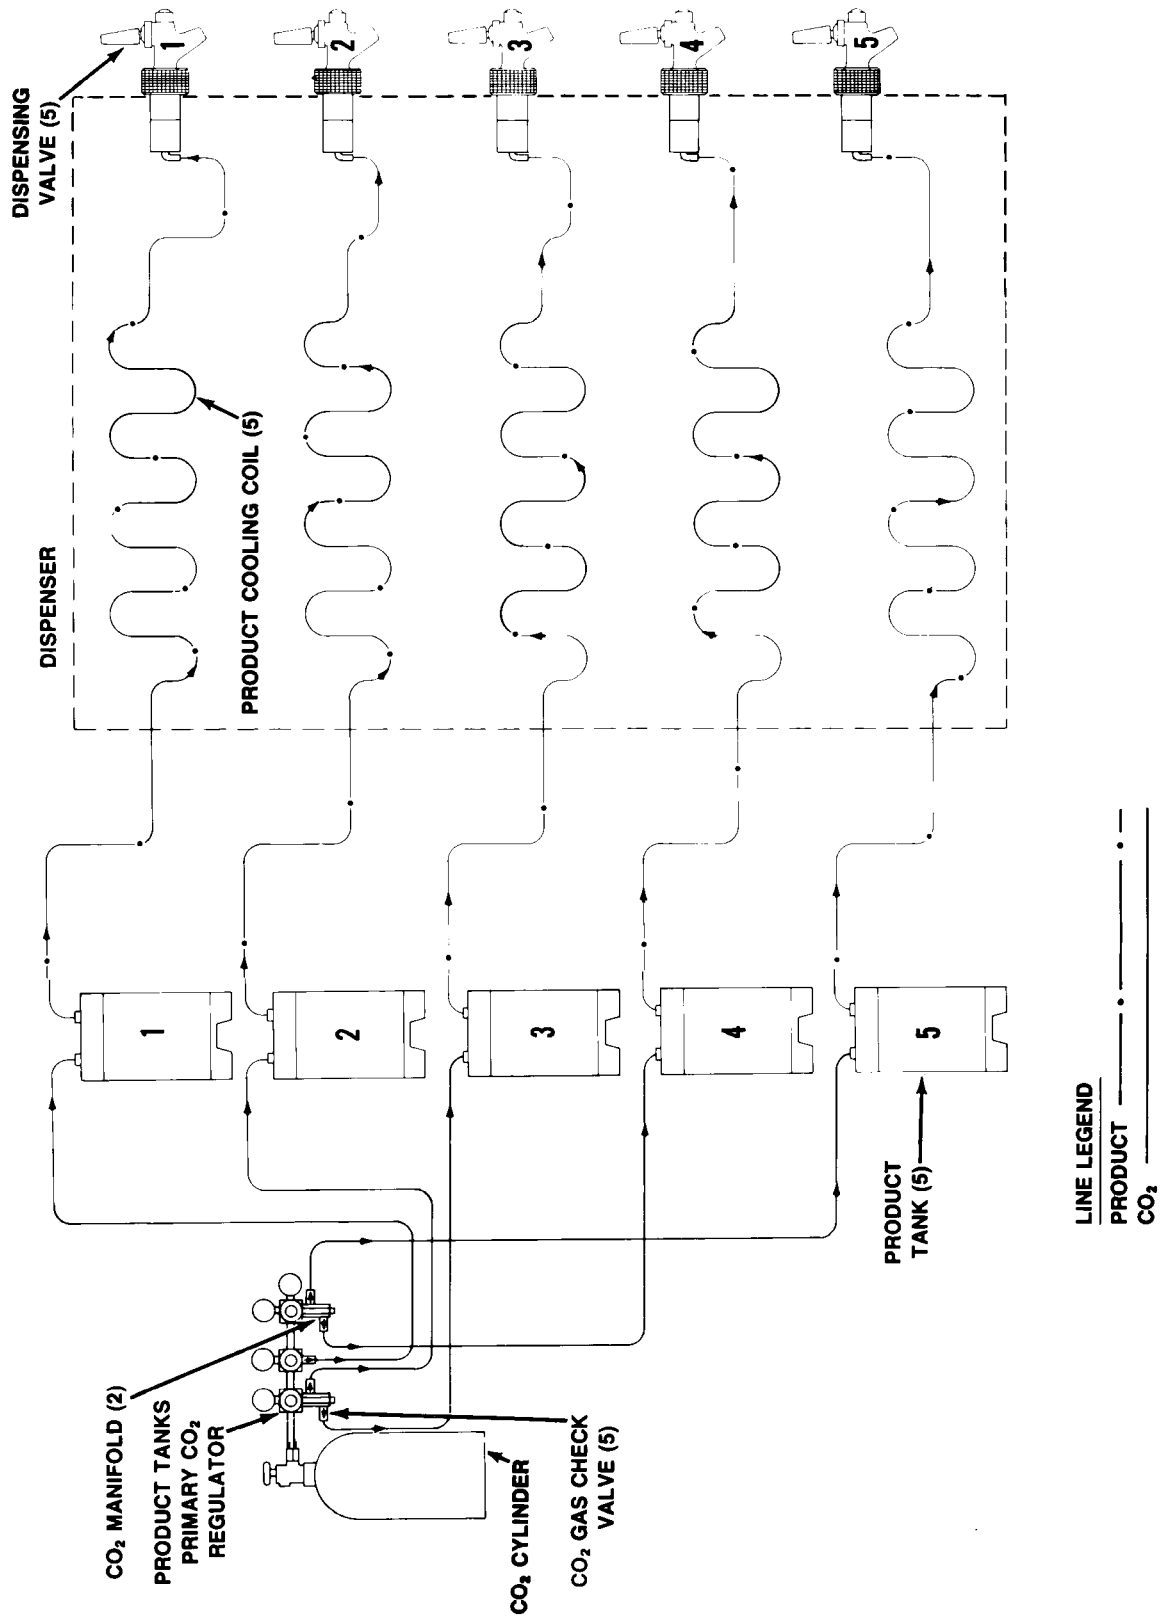 DISPENSING
VALVE (5)
1
2
3
4
5
DISPENSER
PRODUCT COOLING COIL (5)
1
2
3
4
5
PRODUCT
TANK (5)
CO₂ MANIFOLD (2)
PRODUCT TANKS
PRIMARY CO₂
REGULATOR
CO₂ CYLINDER
CO₂ GAS CHECK
VALVE (5)
LINE LEGEND
PRODUCT
CO₂